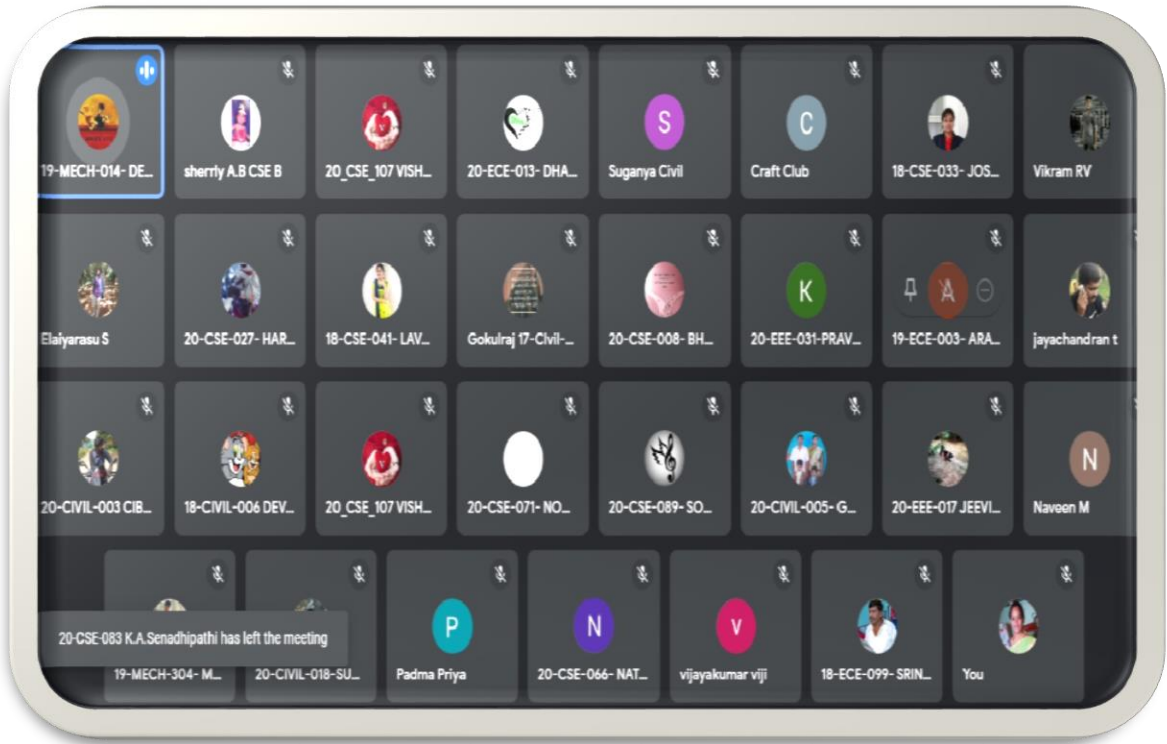 19-MECH-014- DE...
sherrly A.B CSE B
20_CSE_107 VISH...
20-ECE-013- DHA...
S
Suganya Civil
C
Craft Club
18-CSE-033- JOS...
Vikram RV
Elaiyarasu S
20-CSE-027- HAR...
18-CSE-041- LAV...
Gokulraj 17-CIvil-...
20-CSE-008- BH...
K
20-EEE-031-PRAV...
A
19-ECE-003- ARA...
jayachandran t
20-CIVIL-003 CIB...
18-CIVIL-006 DEV...
20_CSE_107 VISH...
20-CSE-071- NO...
20-CSE-089- SO...
20-CIVIL-005- G...
20-EEE-017 JEEVI...
N
Naveen M
20-CSE-083 K.A.Senadhipathi has left the meeting
19-MECH-304- M...
20-CIVIL-018-SU...
P
Padma Priya
N
20-CSE-066- NAT...
v
vijayakumar viji
18-ECE-099- SRIN...
You